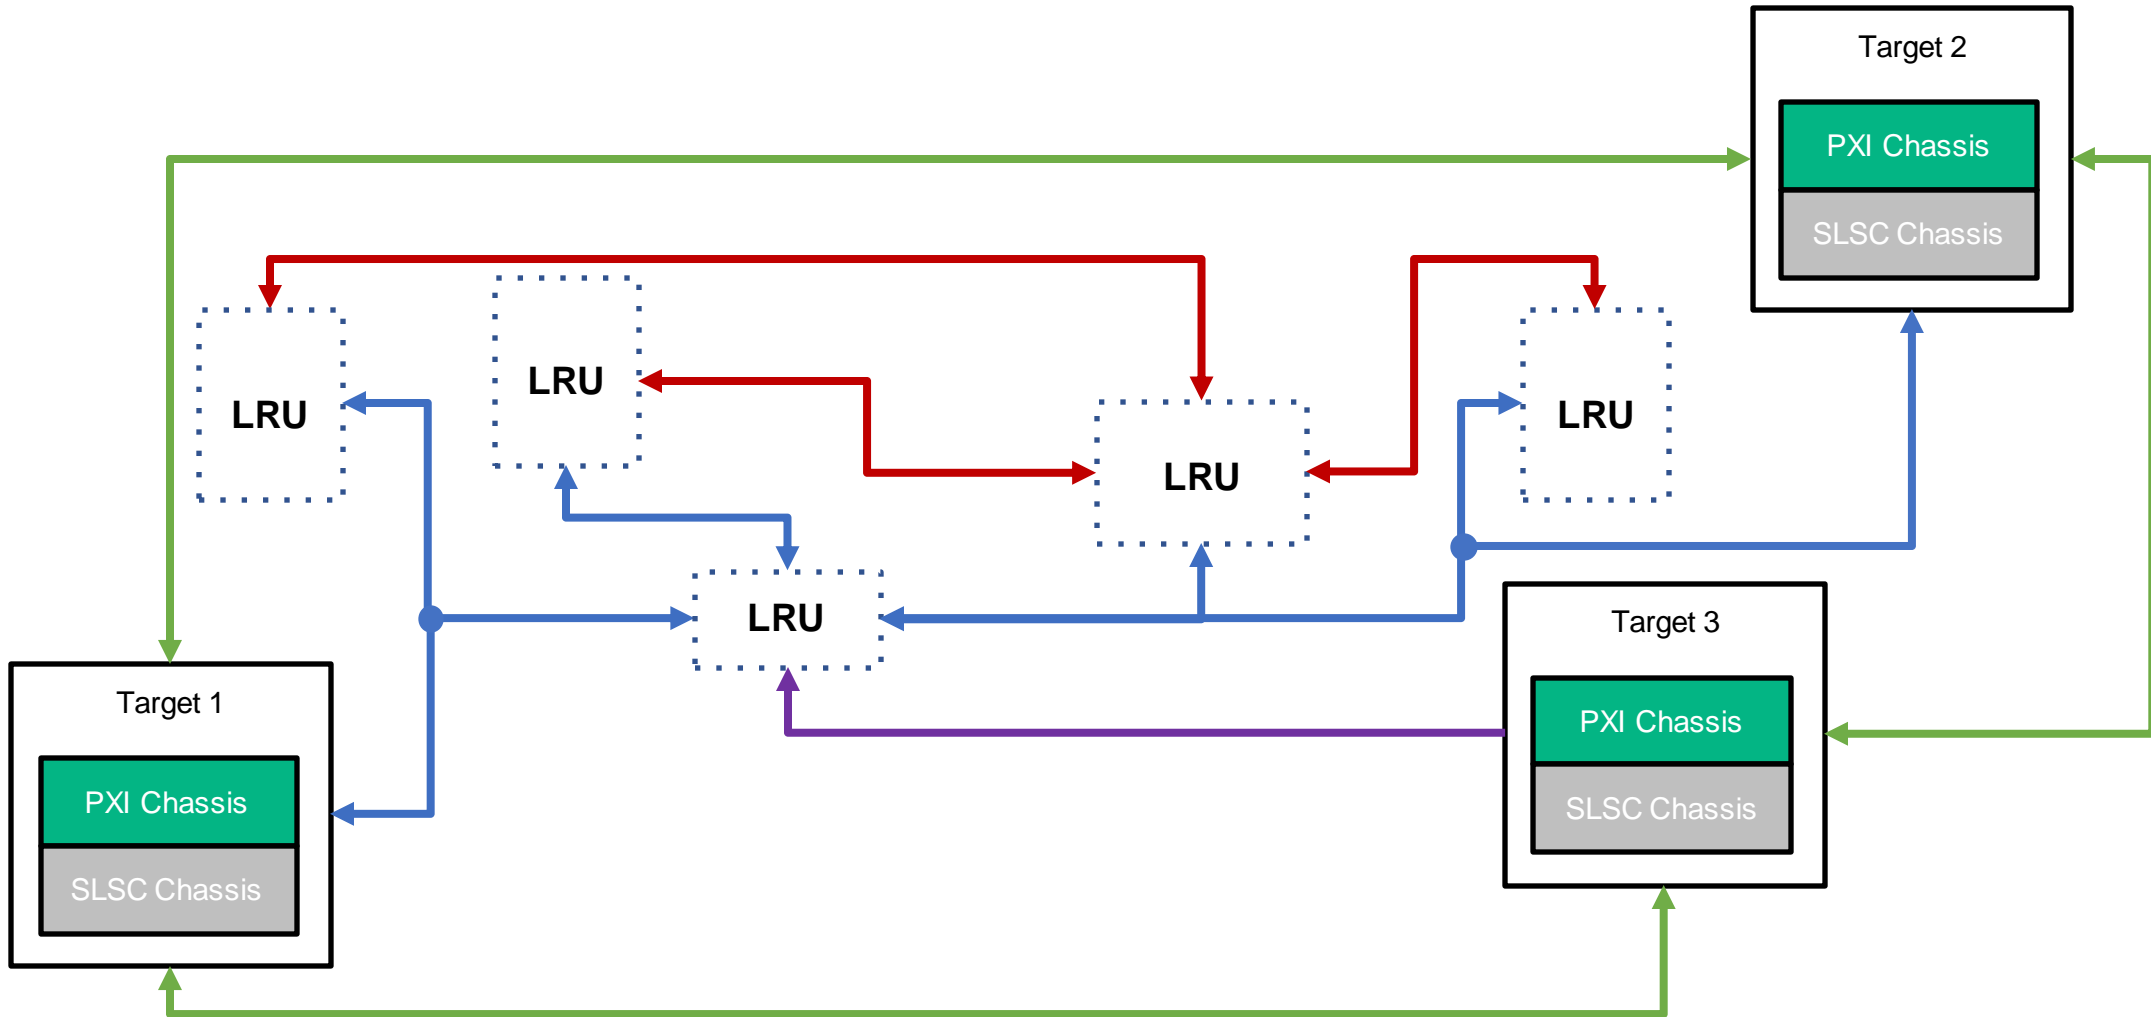 Target 2
PXI Chassis
SLSC Chassis
LRU
LRU
LRU
LRU
LRU
Target 3
PXI Chassis
SLSC Chassis
Target 1
PXI Chassis
SLSC Chassis